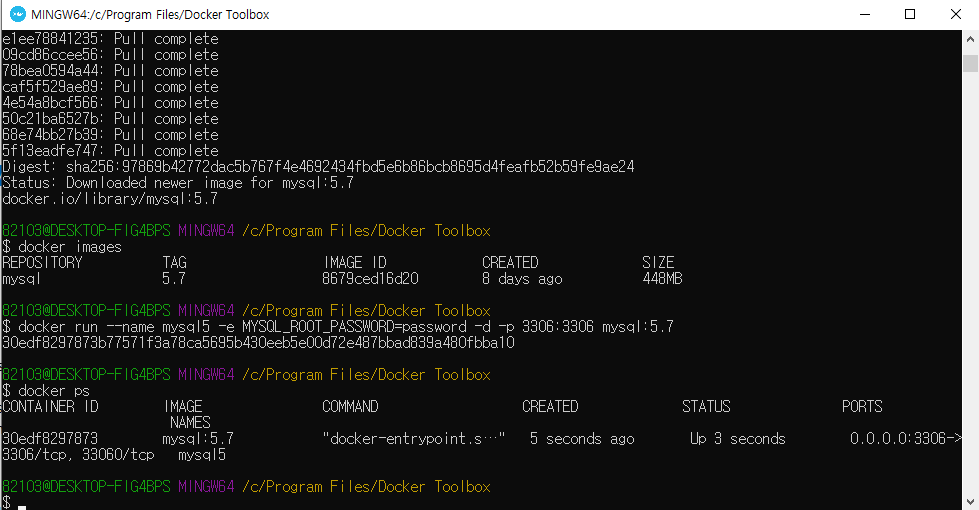 MINGW64:/c/Program Files/Docker Toolbox
e1ee78841235: Pull complete
09cd86ccee56: Pull complete
78bea0594a44: Pull complete
caf5f529ae89: Pull complete
4e54a8bcf566: Pull complete
50c21ba6527b: Pull complete
68e74bb27b39: Pull complete
5f13eadfe747: Pull complete
Digest: sha256:97869b42772dac5b767f4e4692434fbd5e6b86bcb8695d4feafb52b59fe9ae24
Status: Downloaded newer image for mysql:5.7
docker.io/library/mysql:5.7
82103@DESKTOP-FIG4BPS MINGW64 /c/Program Files/Docker Toolbox
$ docker images
REPOSITORY TAG IMAGE ID CREATED SIZE
mysql 5.7 8679ced16d20 8 days ago 448MB
82103@DESKTOP-FIG4BPS MINGW64 /c/Program Files/Docker Toolbox
$ docker run --name mysql5 -e MYSQL_ROOT_PASSWORD=password -d -p 3306:3306 mysql:5.7
30edf8297873b77571f3a78ca5695b430eeb5e00d72e487bbad839a480fbba10
82103@DESKTOP-FIG4BPS MINGW64 /c/Program Files/Docker Toolbox
$ docker ps
CONTAINER ID IMAGE COMMAND CREATED STATUS PORTS
NAMES
30edf8297873 mysql:5.7 "docker-entrypoint.s…" 5 seconds ago Up 3 seconds 0.0.0.0:3306->
3306/tcp, 33060/tcp mysql5
82103@DESKTOP-FIG4BPS MINGW64 /c/Program Files/Docker Toolbox
$